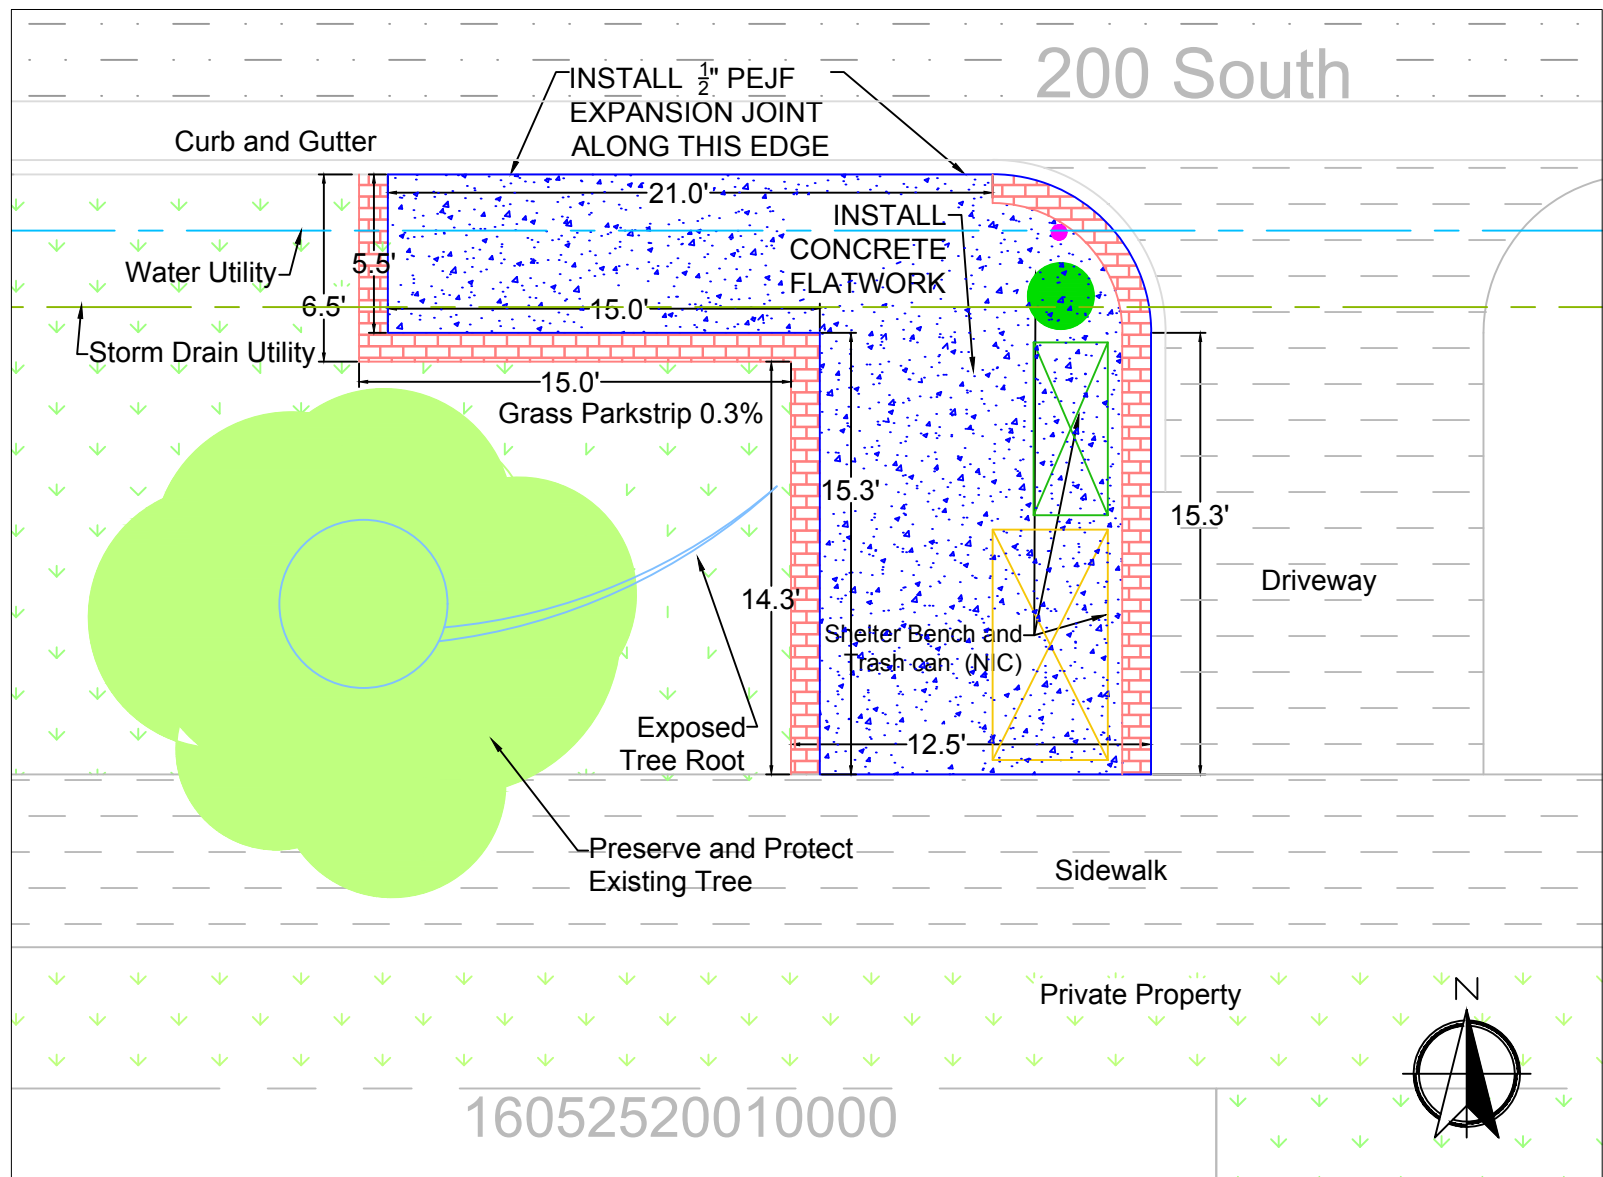 200 South
INSTALL 1/2" PEJF
EXPANSION JOINT
ALONG THIS EDGE
Curb and Gutter
21.0'
INSTALL
CONCRETE
FLATWORK
5.5'
Water Utility
6.5'
15.0'
Storm Drain Utility
15.0'
Grass Parkstrip 0.3%
15.3'
15.3'
Driveway
14.3'
Shelter Bench and
Trash can (NIC)
Exposed
Tree Root
12.5'
Preserve and Protect
Existing Tree
Sidewalk
Private Property
N
16052520010000